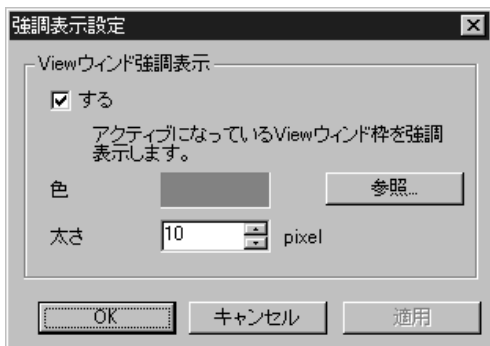 強調表示設定
Viewウィンド強調表示
する
アクティブになっているViewウィンド枠を強調
表示します。
色
参照...
太さ
10
pixel
OK
キャンセル
適用